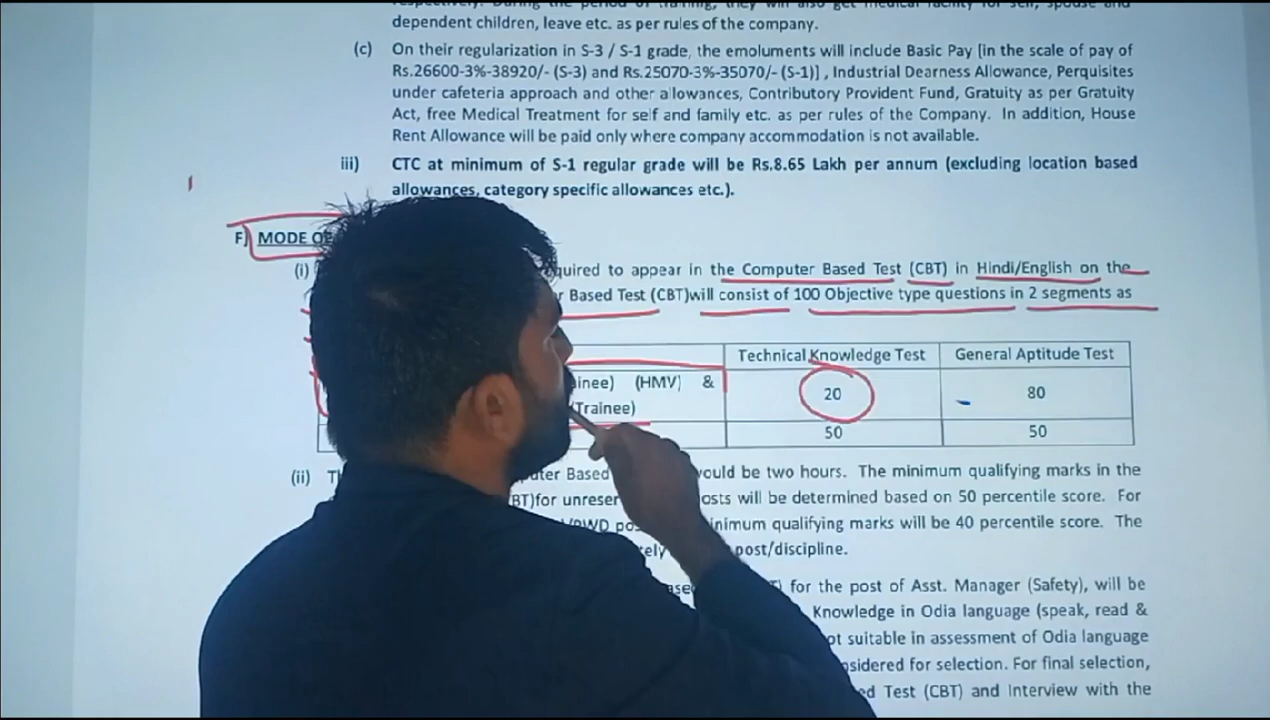 dependent children, leave etc. as per rules of the company.
(c) On their regularization in S-3 / S-1 grade, the emoluments will include Basic Pay [in the scale of pay of
Rs.26600-3%-38920/- (S-3) and Rs.25070-3%-35070/- (S-1)] , Industrial Dearness Allowance, Perquisites
under cafeteria approach and other allowances, Contributory Provident Fund, Gratuity as per Gratuity
Act, free Medical Treatment for self and family etc. as per rules of the Company. In addition, House
Rent Allowance will be paid only where company accommodation is not available.
iii) CTC at minimum of S-1 regular grade will be Rs.8.65 Lakh per annum (excluding location based
allowances, category specific allowances etc.).
F) MODE OF
(i) required to appear in the Computer Based Test (CBT) in Hindi/English on the
Based Test (CBT)will consist of 100 Objective type questions in 2 segments as
Technical Knowledge Test General Aptitude Test
(HMV) & 20 80
Trainee)
50 50
(ii) Based would be two hours. The minimum qualifying marks in the
for posts will be determined based on 50 percentile score. For
minimum qualifying marks will be 40 percentile score. The
post/discipline.
for the post of Asst. Manager (Safety), will be
Knowledge in Odia language (speak, read &
not suitable in assessment of Odia language
considered for selection. For final selection,
Test (CBT) and Interview with the